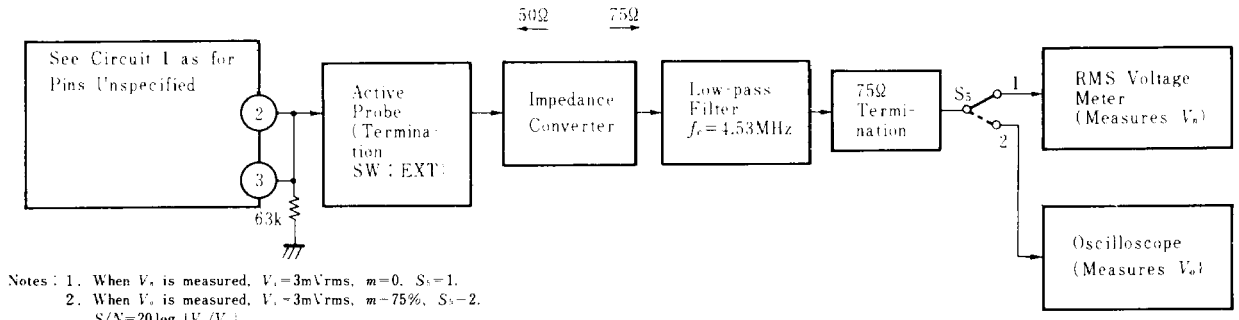 50Ω
75Ω
See Circuit 1 as for
Pins Unspecified
2
3
63k
Active
Probe
(Termina-
tion
SW : EXT)
Impedance
Converter
Low-pass
Filter
fc=4.53MHz
75Ω
Termi-
nation
S5
1
2
RMS Voltage
Meter
(Measures Vn)
Oscilloscope
(Measures Vo)
Notes : 1. When Vn is measured, Vi=3mVrms, m=0. S5=1.
2. When Vo is measured, Vi=3mVrms, m=75%, S5=2.
S/N=20log (Vo/Vn)